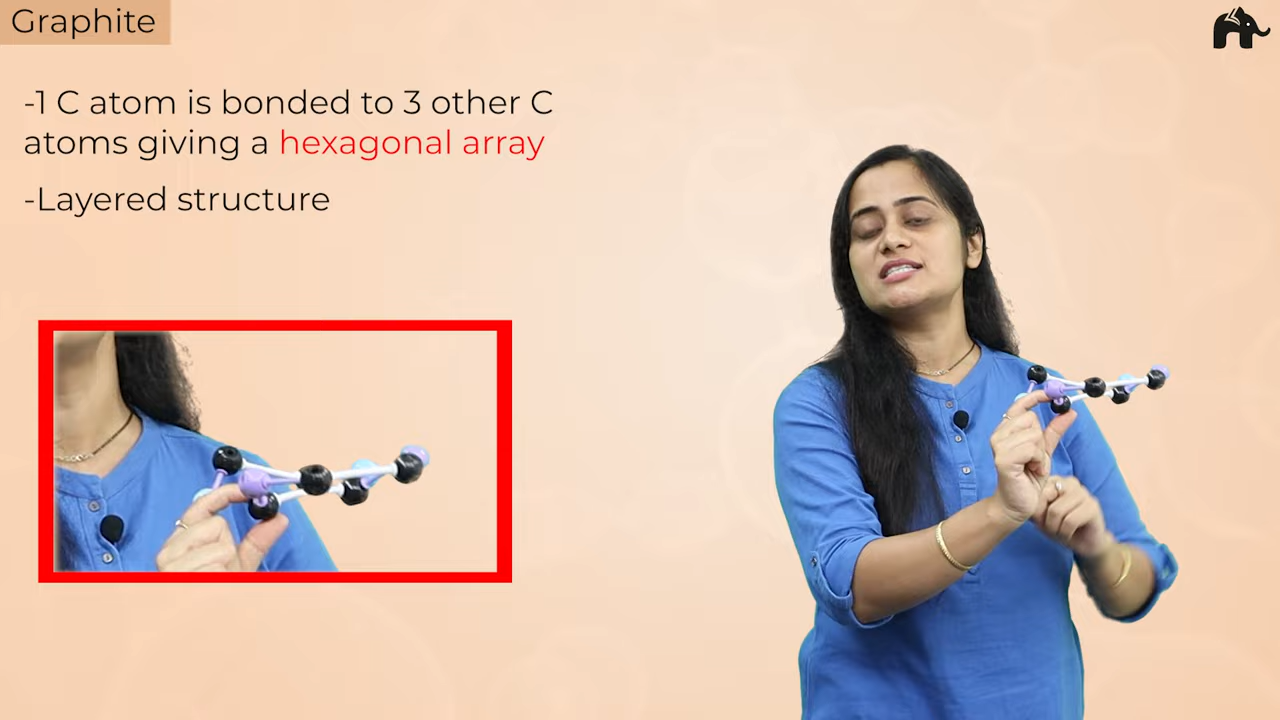 Graphite
-1 C atom is bonded to 3 other C
atoms giving a hexagonal array
-Layered structure